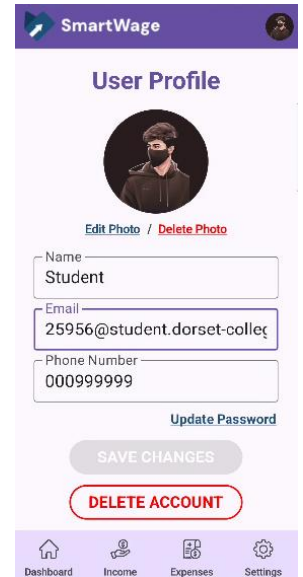 SmartWage
User Profile
Edit Photo / Delete Photo
Name
Student
Email
25956@student.dorset-colleg
Phone Number
000999999
Update Password
SAVE CHANGES
DELETE ACCOUNT
Dashboard Income Expenses Settings